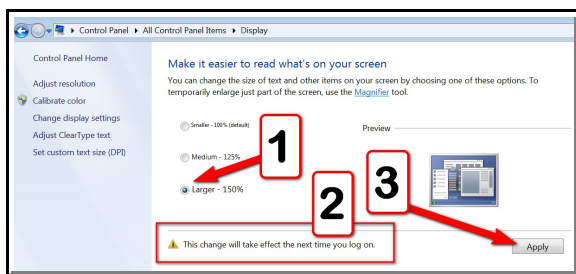 Control Panel ▸ All Control Panel Items ▸ Display
Control Panel Home
Adjust resolution
Calibrate color
Change display settings
Adjust ClearType text
Set custom text size (DPI)
Make it easier to read what's on your screen
You can change the size of text and other items on your screen by choosing one of these options. To
temporarily enlarge just part of the screen, use the Magnifier tool.
Smaller - 100% (default)
Preview
Medium - 125%
Larger - 150%
1
2
3
This change will take effect the next time you log on.
Apply